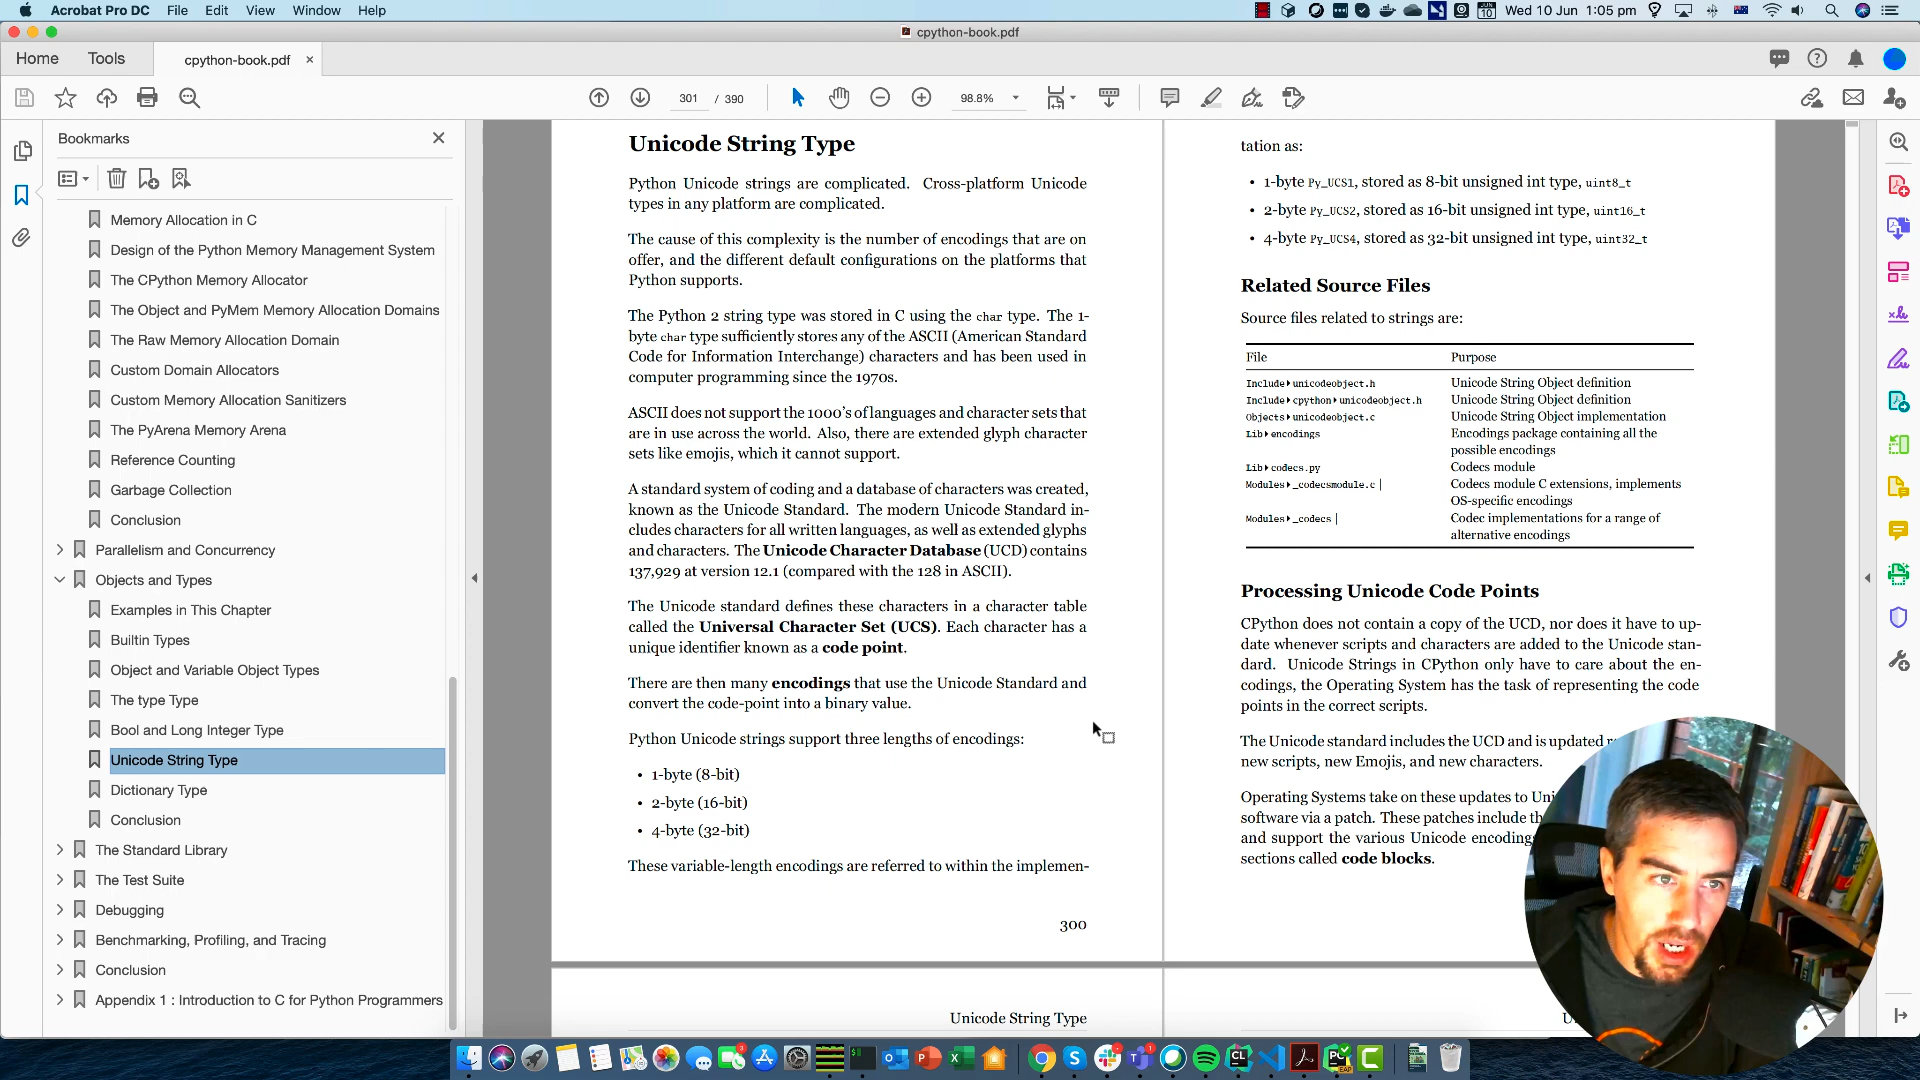 Acrobat Pro DC File Edit View Window Help
Wed 10 Jun 1:05 pm
cpython-book.pdf
Home Tools cpython-book.pdf
301 / 390
98.8%
Bookmarks
Memory Allocation in C
Design of the Python Memory Management System
The CPython Memory Allocator
The Object and PyMem Memory Allocation Domains
The Raw Memory Allocation Domain
Custom Domain Allocators
Custom Memory Allocation Sanitizers
The PyArena Memory Arena
Reference Counting
Garbage Collection
Conclusion
Parallelism and Concurrency
Objects and Types
Examples in This Chapter
Builtin Types
Object and Variable Object Types
The type Type
Bool and Long Integer Type
Unicode String Type
Dictionary Type
Conclusion
The Standard Library
The Test Suite
Debugging
Benchmarking, Profiling, and Tracing
Conclusion
Appendix 1 : Introduction to C for Python Programmers
Unicode String Type
Python Unicode strings are complicated. Cross-platform Unicode
types in any platform are complicated.
The cause of this complexity is the number of encodings that are on
offer, and the different default configurations on the platforms that
Python supports.
The Python 2 string type was stored in C using the char type. The 1-
byte char type sufficiently stores any of the ASCII (American Standard
Code for Information Interchange) characters and has been used in
computer programming since the 1970s.
ASCII does not support the 1000's of languages and character sets that
are in use across the world. Also, there are extended glyph character
sets like emojis, which it cannot support.
A standard system of coding and a database of characters was created,
known as the Unicode Standard. The modern Unicode Standard in-
cludes characters for all written languages, as well as extended glyphs
and characters. The Unicode Character Database (UCD) contains
137,929 at version 12.1 (compared with the 128 in ASCII).
The Unicode standard defines these characters in a character table
called the Universal Character Set (UCS). Each character has a
unique identifier known as a code point.
There are then many encodings that use the Unicode Standard and
convert the code-point into a binary value.
Python Unicode strings support three lengths of encodings:
• 1-byte (8-bit)
• 2-byte (16-bit)
• 4-byte (32-bit)
These variable-length encodings are referred to within the implemen-
300
Unicode String Type
tation as:
• 1-byte Py_UCS1, stored as 8-bit unsigned int type, uint8_t
• 2-byte Py_UCS2, stored as 16-bit unsigned int type, uint16_t
• 4-byte Py_UCS4, stored as 32-bit unsigned int type, uint32_t
Related Source Files
Source files related to strings are:
File Purpose
Include▸unicodeobject.h Unicode String Object definition
Include▸cpython▸unicodeobject.h Unicode String Object definition
Objects▸unicodeobject.c Unicode String Object implementation
Lib▸encodings Encodings package containing all the
possible encodings
Lib▸codecs.py Codecs module
Modules▸_codecsmodule.c | Codecs module C extensions, implements
OS-specific encodings
Modules▸_codecs | Codec implementations for a range of
alternative encodings
Processing Unicode Code Points
CPython does not contain a copy of the UCD, nor does it have to up-
date whenever scripts and characters are added to the Unicode stan-
dard. Unicode Strings in CPython only have to care about the en-
codings, the Operating System has the task of representing the code
points in the correct scripts.
The Unicode standard includes the UCD and is updated
new scripts, new Emojis, and new characters.
Operating Systems take on these updates to
software via a patch. These patches include
and support the various Unicode
sections called code blocks.